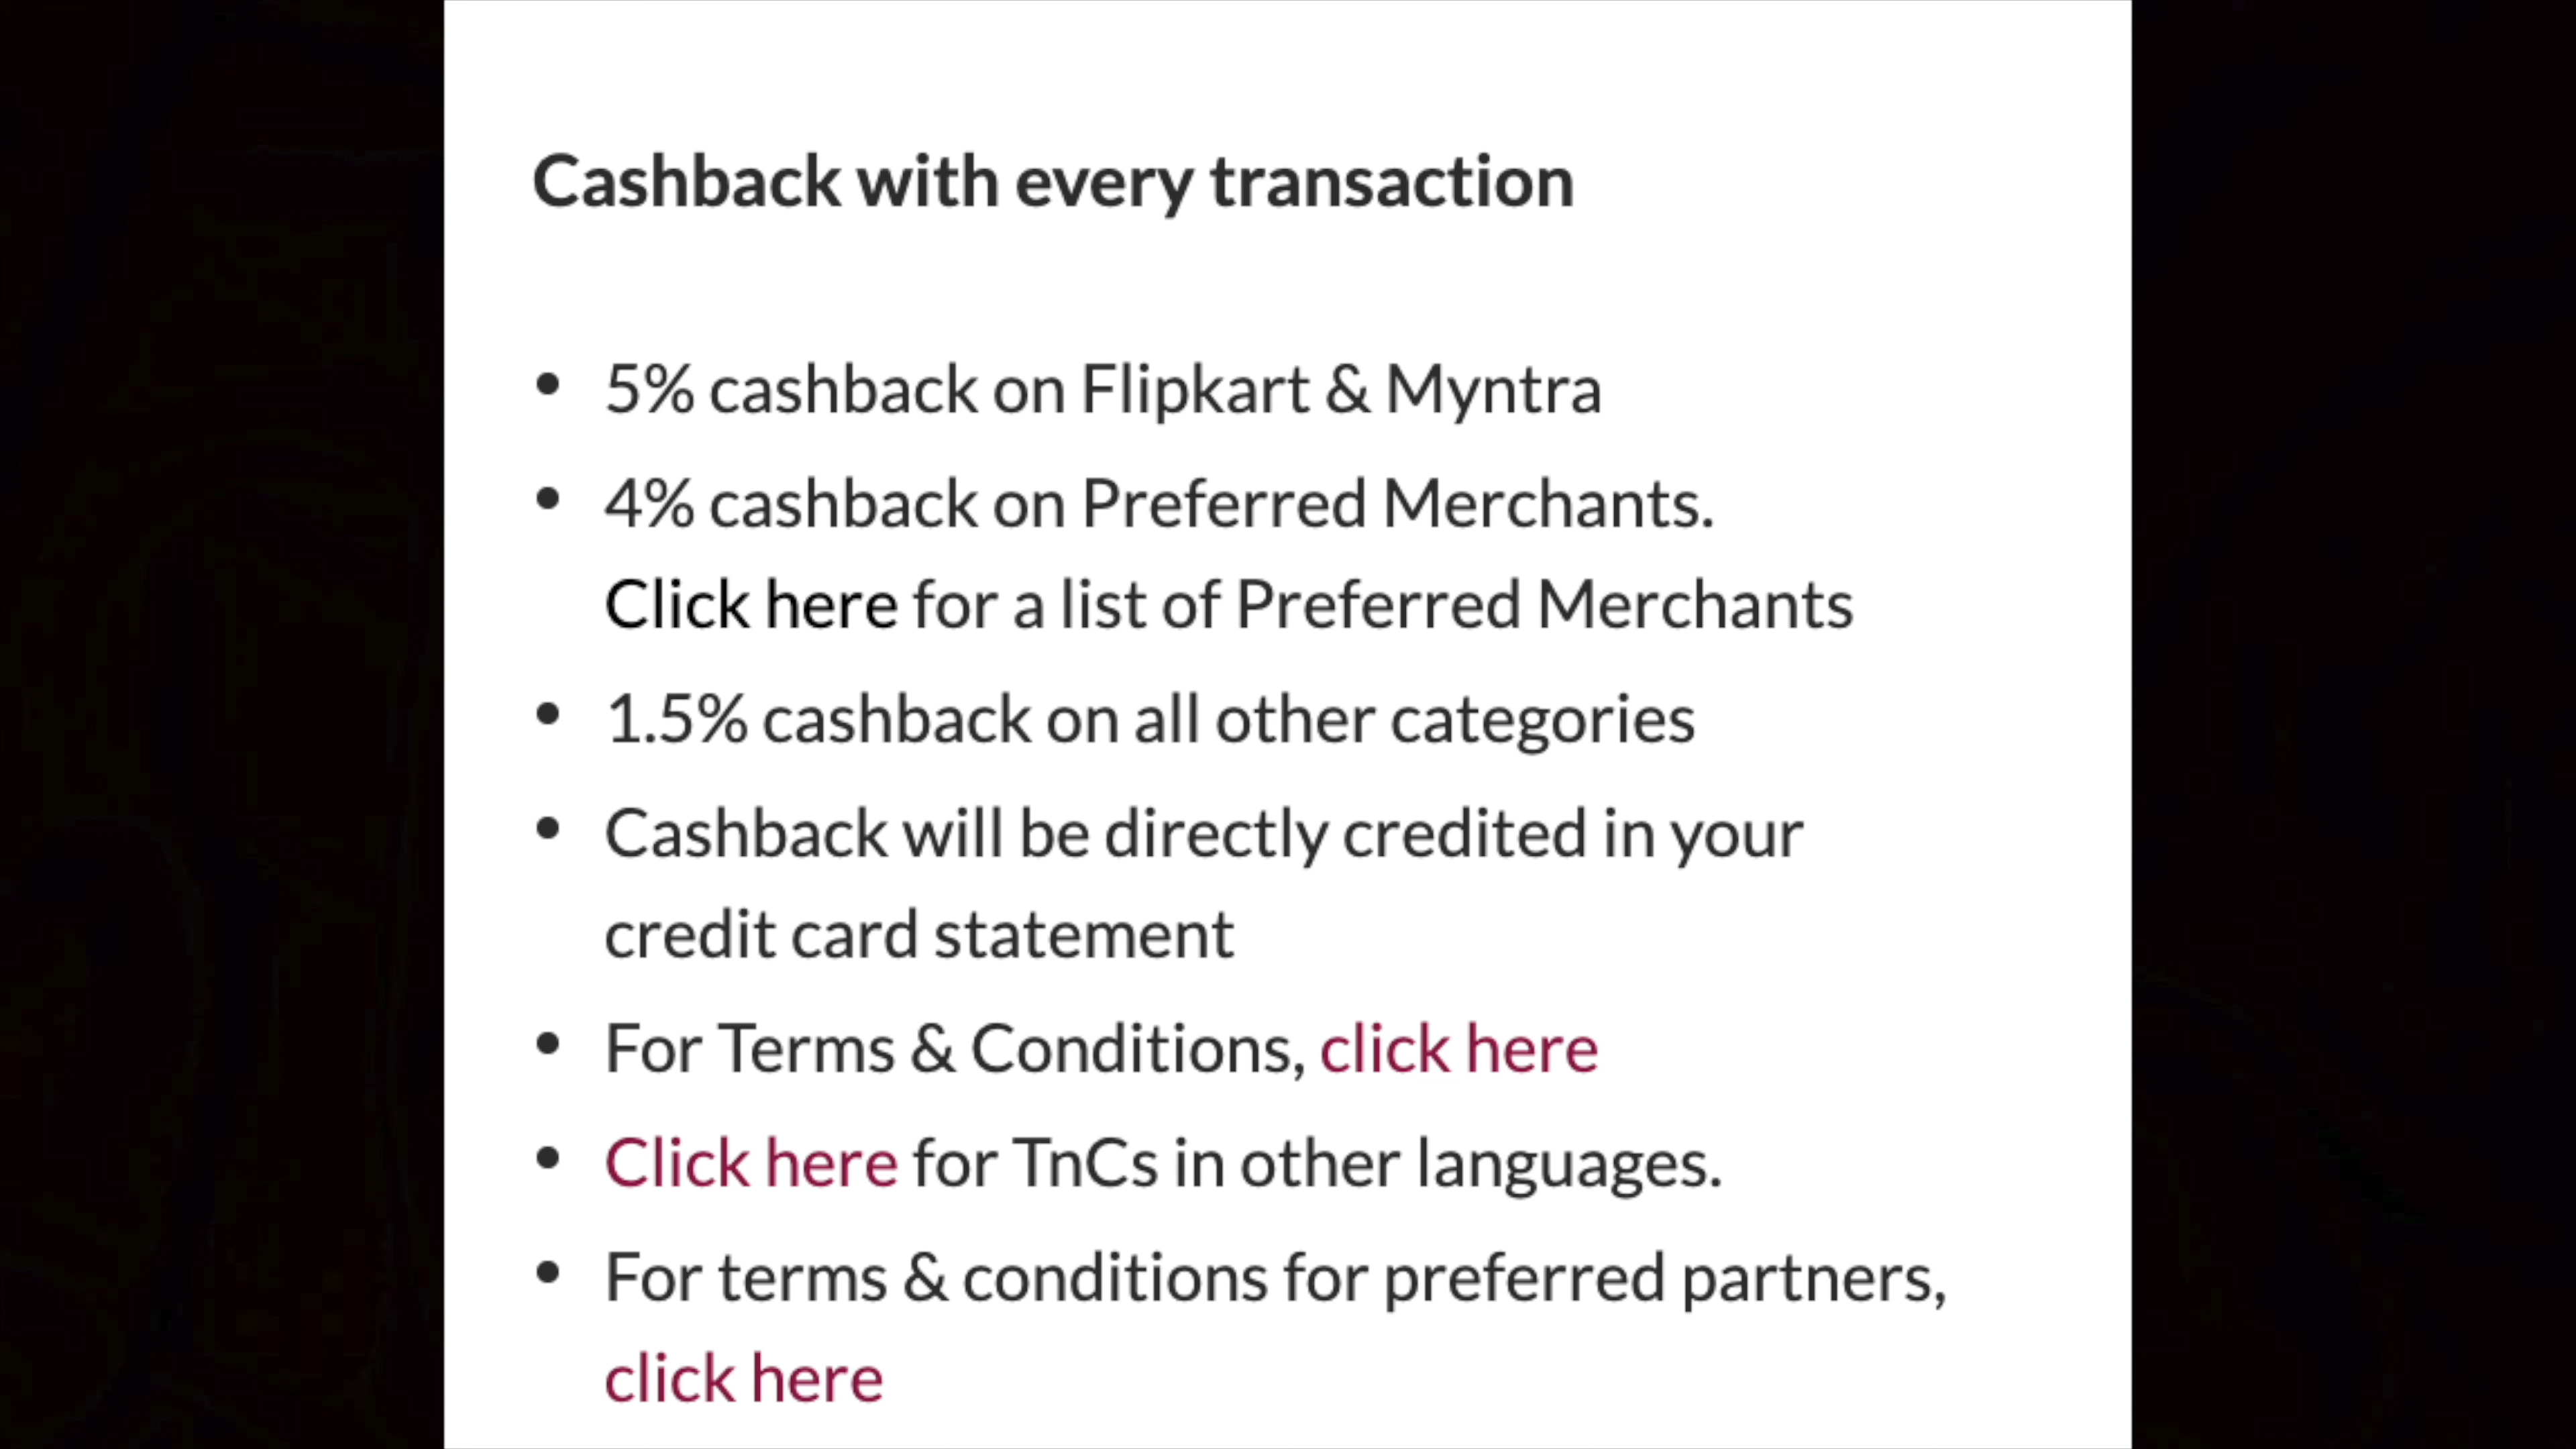 Cashback with every transaction
• 5% cashback on Flipkart & Myntra
• 4% cashback on Preferred Merchants.
Click here for a list of Preferred Merchants
• 1.5% cashback on all other categories
• Cashback will be directly credited in your
credit card statement
• For Terms & Conditions, click here
• Click here for TnCs in other languages.
• For terms & conditions for preferred partners,
click here